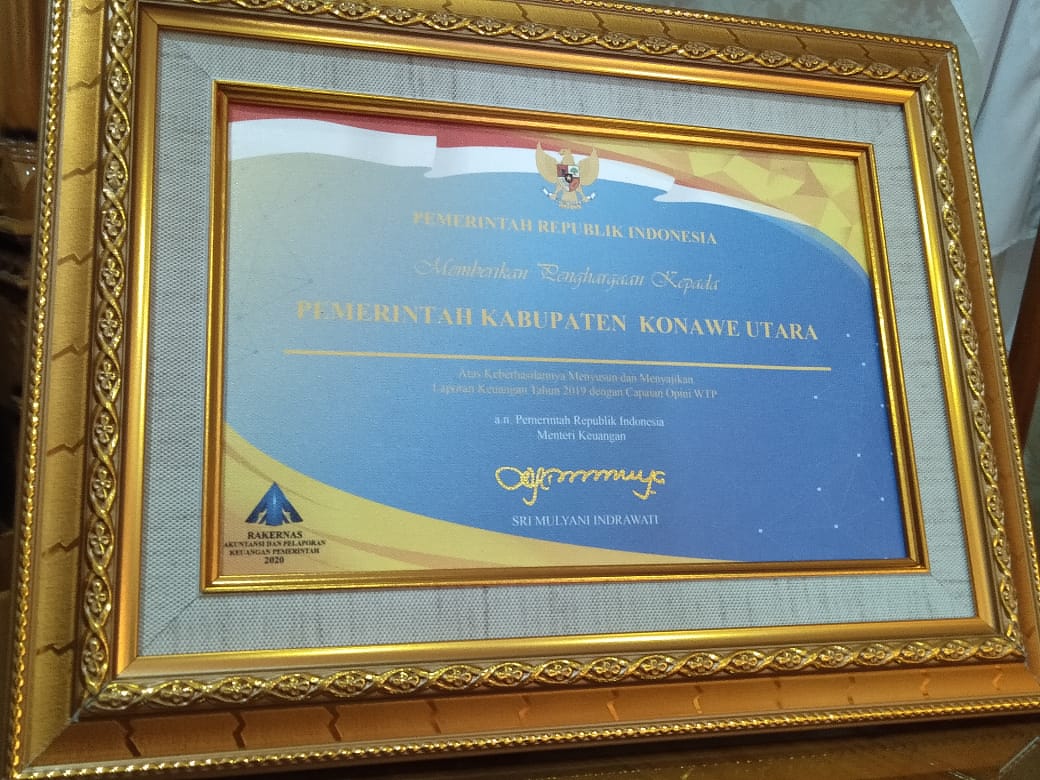 PEMERINTAH REPUBLIK INDONESIA
Memberikan Penghargaan Kepada
PEMERINTAH KABUPATEN KONAWE UTARA
Atas Keberhasilannya Menyusun dan Menyajikan
Laporan Keuangan Tahun 2019 dengan Capaian Opini WTP
a.n. Pemerintah Republik Indonesia
Menteri Keuangan
SRI MULYANI INDRAWATI
RAKERNAS
AKUNTANSI DAN PELAPORAN
KEUANGAN PEMERINTAH
2020